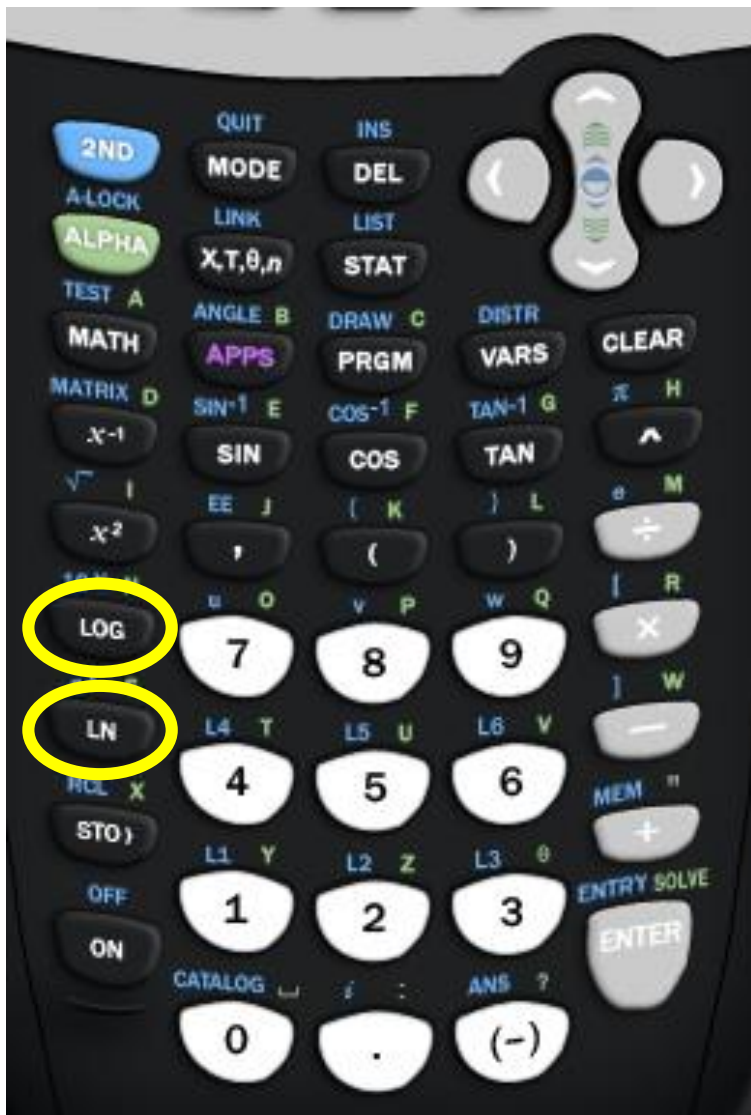 QUIT INS
2ND MODE DEL
A-LOCK LINK LIST
ALPHA X,T,θ,n STAT
TEST A ANGLE B DRAW C DISTR
MATH APPS PRGM VARS CLEAR
MATRIX D SIN-1 E COS-1 F TAN-1 G π H
x-1 SIN COS TAN ^
√ I EE J { K } L e M
x2 , ( ) ÷
u O v P w Q [ R
LOG 7 8 9 ×
L4 T L5 U L6 V ] W
LN 4 5 6 −
RCL X L1 Y L2 Z L3 θ MEM "
STO⟩ 1 2 3 +
OFF ENTRY SOLVE
ON ENTER
CATALOG ⎵ i : ANS ?
0 . (-)